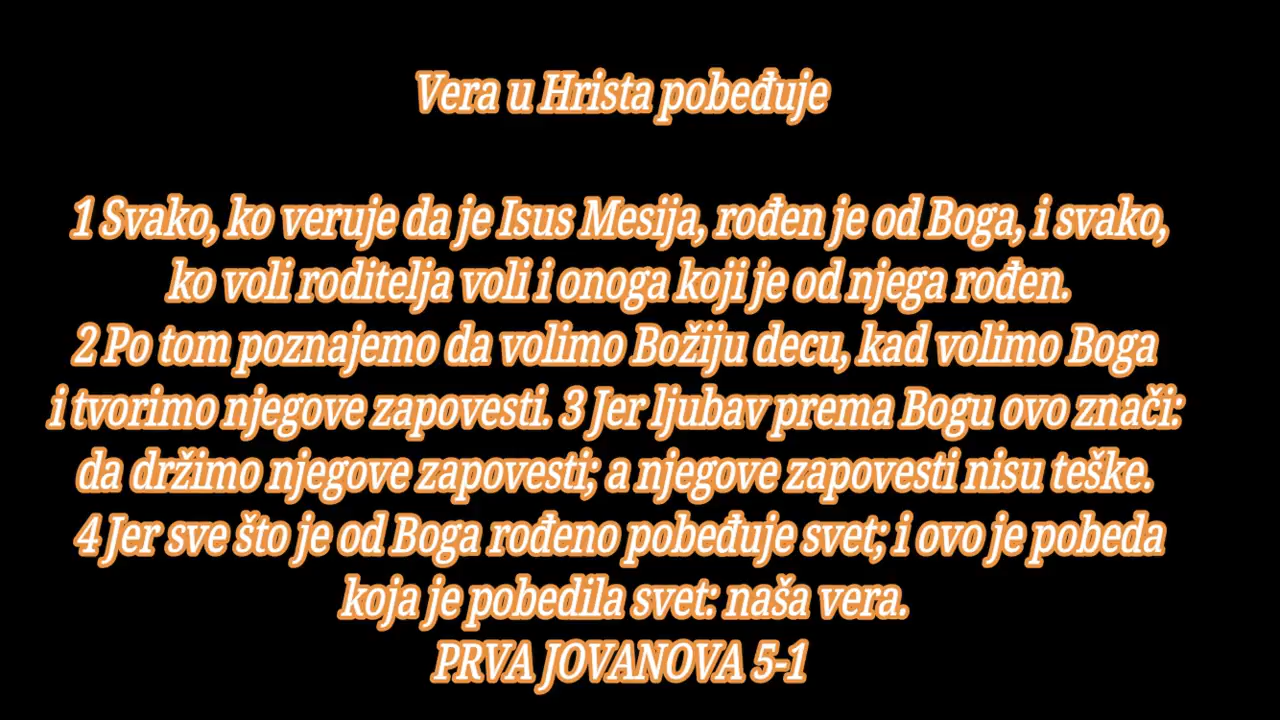 Vera u Hrista pobeđuje
1 Svako, ko veruje da je Isus Mesija, rođen je od Boga, i svako,
ko voli roditelja voli i onoga koji je od njega rođen.
2 Po tom poznajemo da volimo Božiju decu, kad volimo Boga
i tvorimo njegove zapovesti. 3 Jer ljubav prema Bogu ovo znači:
da držimo njegove zapovesti; a njegove zapovesti nisu teške.
4 Jer sve što je od Boga rođeno pobeđuje svet; i ovo je pobeda
koja je pobedila svet: naša vera.
PRVA JOVANOVA 5-1